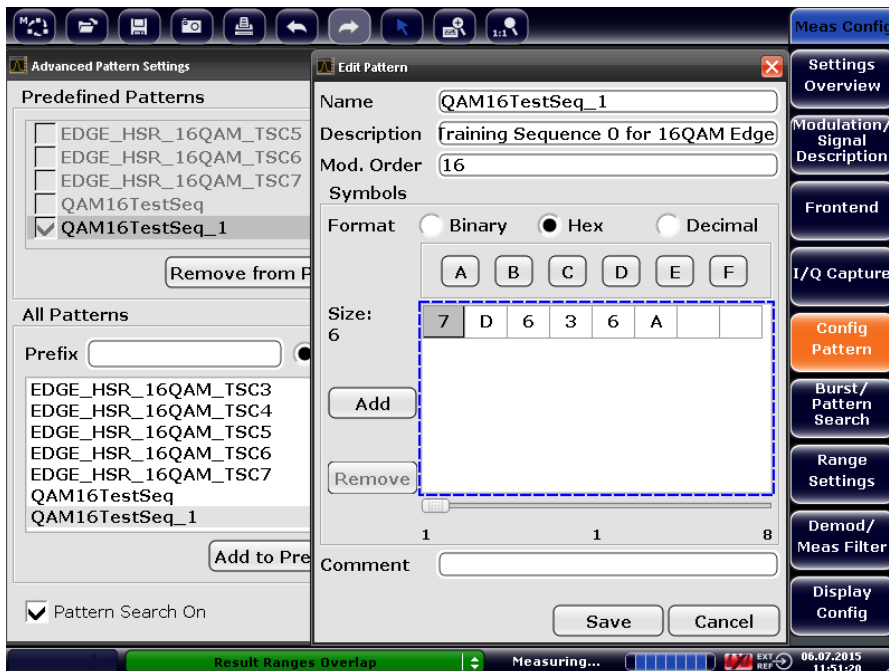 Meas Config
1:1
Advanced Pattern Settings
Predefined Patterns
EDGE_HSR_16QAM_TSC5
EDGE_HSR_16QAM_TSC6
EDGE_HSR_16QAM_TSC7
QAM16TestSeq
QAM16TestSeq_1
Remove from P
All Patterns
Prefix
EDGE_HSR_16QAM_TSC3
EDGE_HSR_16QAM_TSC4
EDGE_HSR_16QAM_TSC5
EDGE_HSR_16QAM_TSC6
EDGE_HSR_16QAM_TSC7
QAM16TestSeq
QAM16TestSeq_1
Add to Pre
Pattern Search On
Edit Pattern
Name QAM16TestSeq_1
Description Training Sequence 0 for 16QAM Edge
Mod. Order 16
Symbols
Format Binary Hex Decimal
A B C D E F
Size:
6
7 D 6 3 6 A
Add
Remove
1 1 8
Comment
Save Cancel
Settings
Overview
Modulation/
Signal
Description
Frontend
I/Q Capture
Config
Pattern
Burst/
Pattern
Search
Range
Settings
Demod/
Meas Filter
Display
Config
Result Ranges Overlap
Measuring...
EXT
REF
06.07.2015
11:51:20